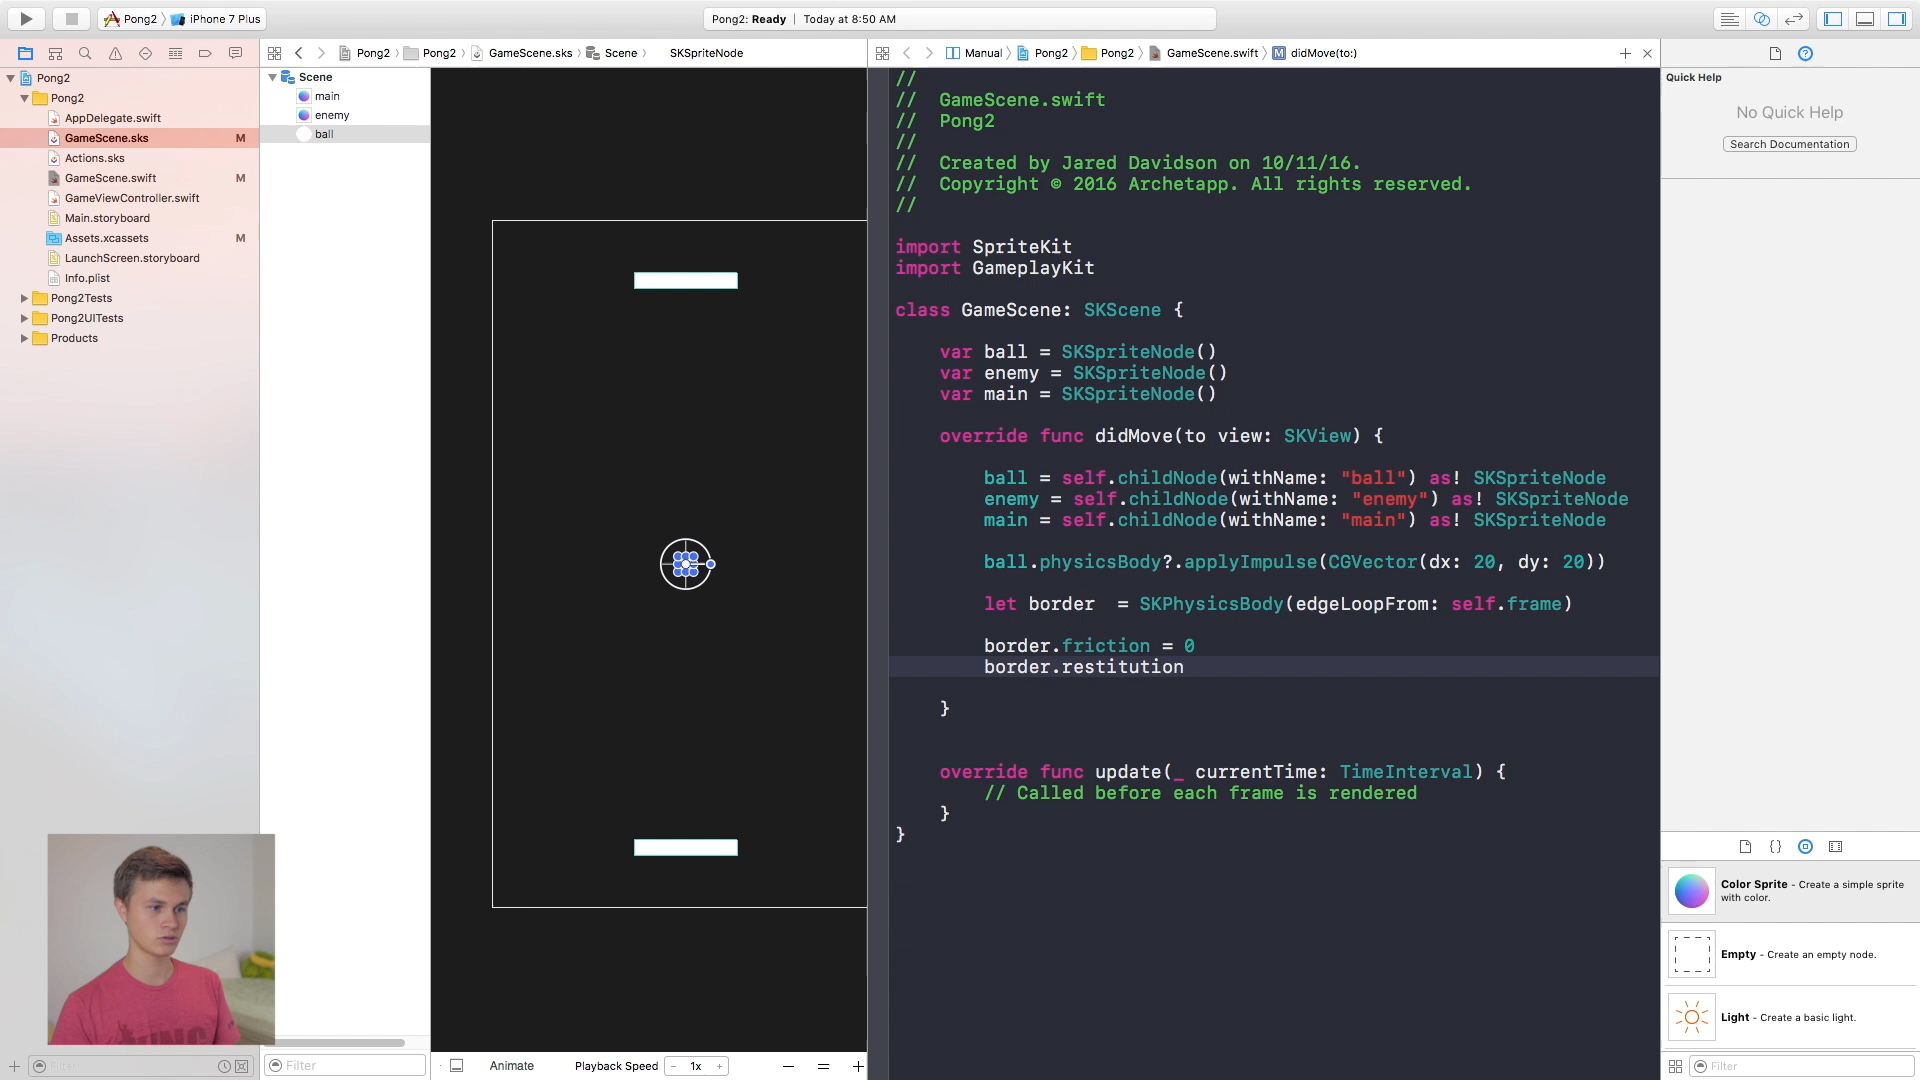 Pong2 iPhone 7 Plus
Pong2: Ready | Today at 8:50 AM
Pong2 Pong2 GameScene.sks Scene SKSpriteNode
Manual Pong2 Pong2 GameScene.swift didMove(to:)
Pong2
Pong2
AppDelegate.swift
GameScene.sks M
Actions.sks
GameScene.swift M
GameViewController.swift
Main.storyboard
Assets.xcassets M
LaunchScreen.storyboard
Info.plist
Pong2Tests
Pong2UITests
Products
Filter
Scene
main
enemy
ball
Filter
Animate Playback Speed 1x
//
// GameScene.swift
// Pong2
//
// Created by Jared Davidson on 10/11/16.
// Copyright © 2016 Archetapp. All rights reserved.
//
import SpriteKit
import GameplayKit
class GameScene: SKScene {
var ball = SKSpriteNode()
var enemy = SKSpriteNode()
var main = SKSpriteNode()
override func didMove(to view: SKView) {
ball = self.childNode(withName: "ball") as! SKSpriteNode
enemy = self.childNode(withName: "enemy") as! SKSpriteNode
main = self.childNode(withName: "main") as! SKSpriteNode
ball.physicsBody?.applyImpulse(CGVector(dx: 20, dy: 20))
let border  = SKPhysicsBody(edgeLoopFrom: self.frame)
border.friction = 0
border.restitution
}
override func update(_ currentTime: TimeInterval) {
// Called before each frame is rendered
}
}
Quick Help
No Quick Help
Search Documentation
Color Sprite - Create a simple sprite
with color.
Empty - Create an empty node.
Light - Create a basic light.
Filter